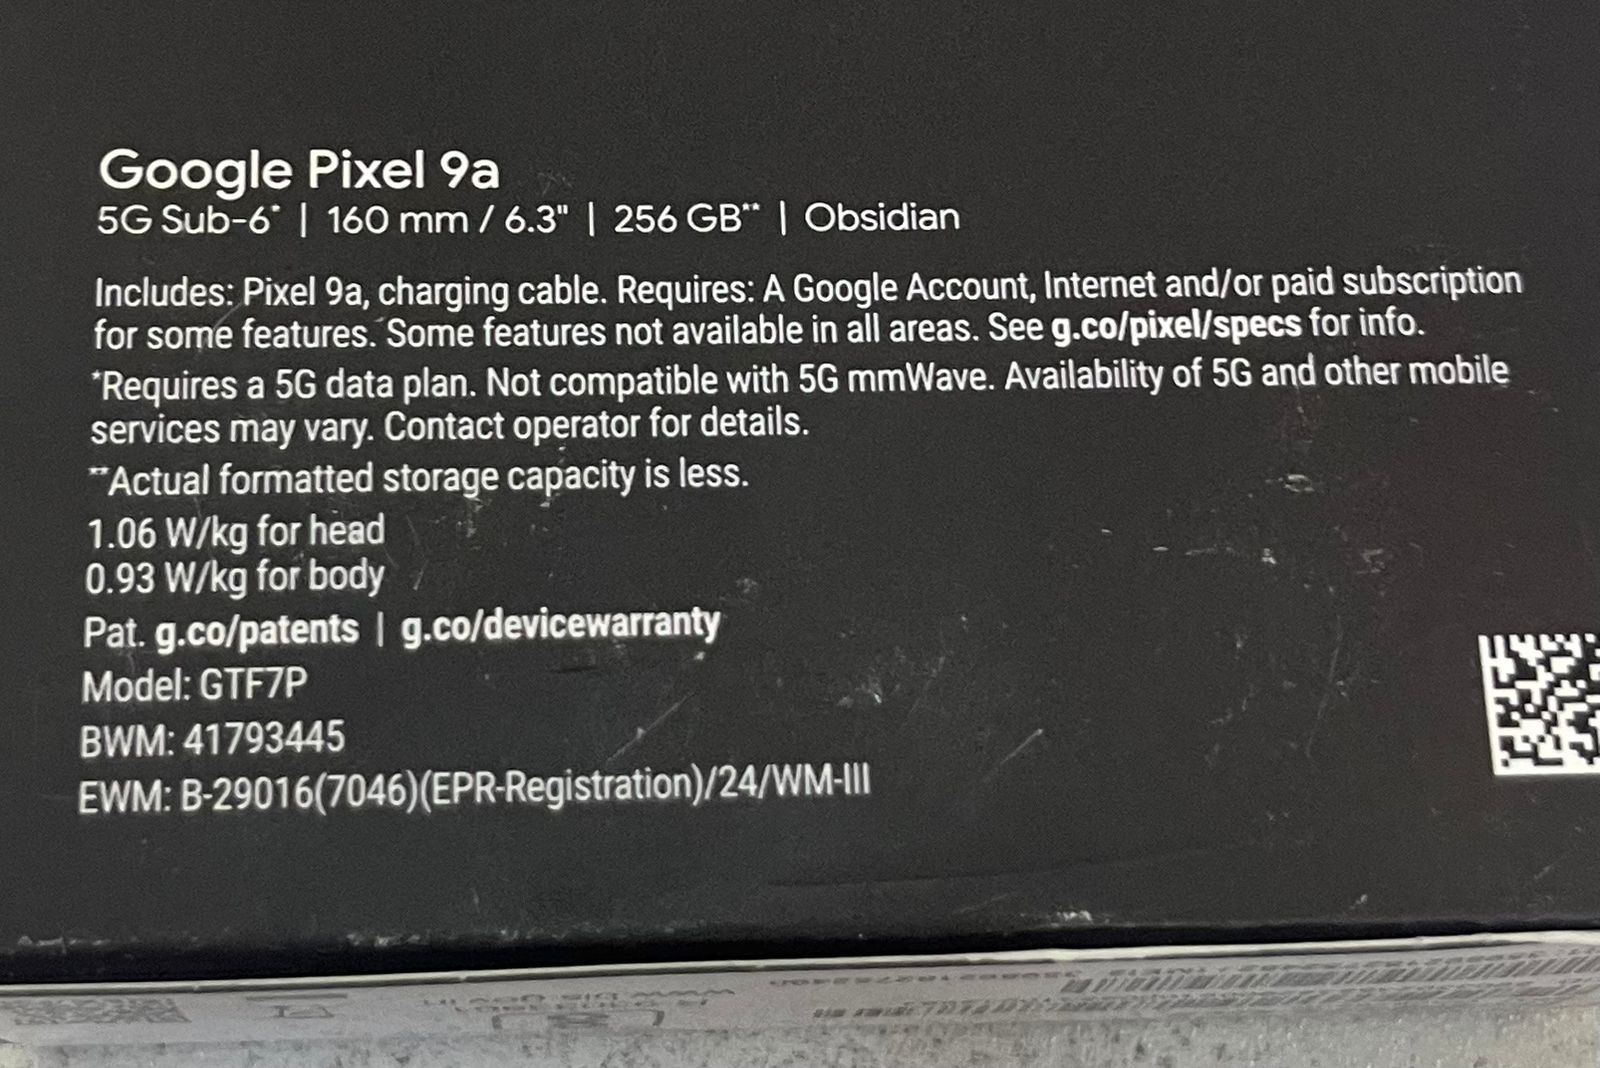 Google Pixel 9a
5G Sub-6* | 160 mm / 6.3" | 256 GB** | Obsidian
Includes: Pixel 9a, charging cable. Requires: A Google Account, Internet and/or paid subscription
for some features. Some features not available in all areas. See g.co/pixel/specs for info.
*Requires a 5G data plan. Not compatible with 5G mmWave. Availability of 5G and other mobile
services may vary. Contact operator for details.
**Actual formatted storage capacity is less.
1.06 W/kg for head
0.93 W/kg for body
Pat. g.co/patents | g.co/devicewarranty
Model: GTF7P
BWM: 41793445
EWM: B-29016(7046)(EPR-Registration)/24/WM-III